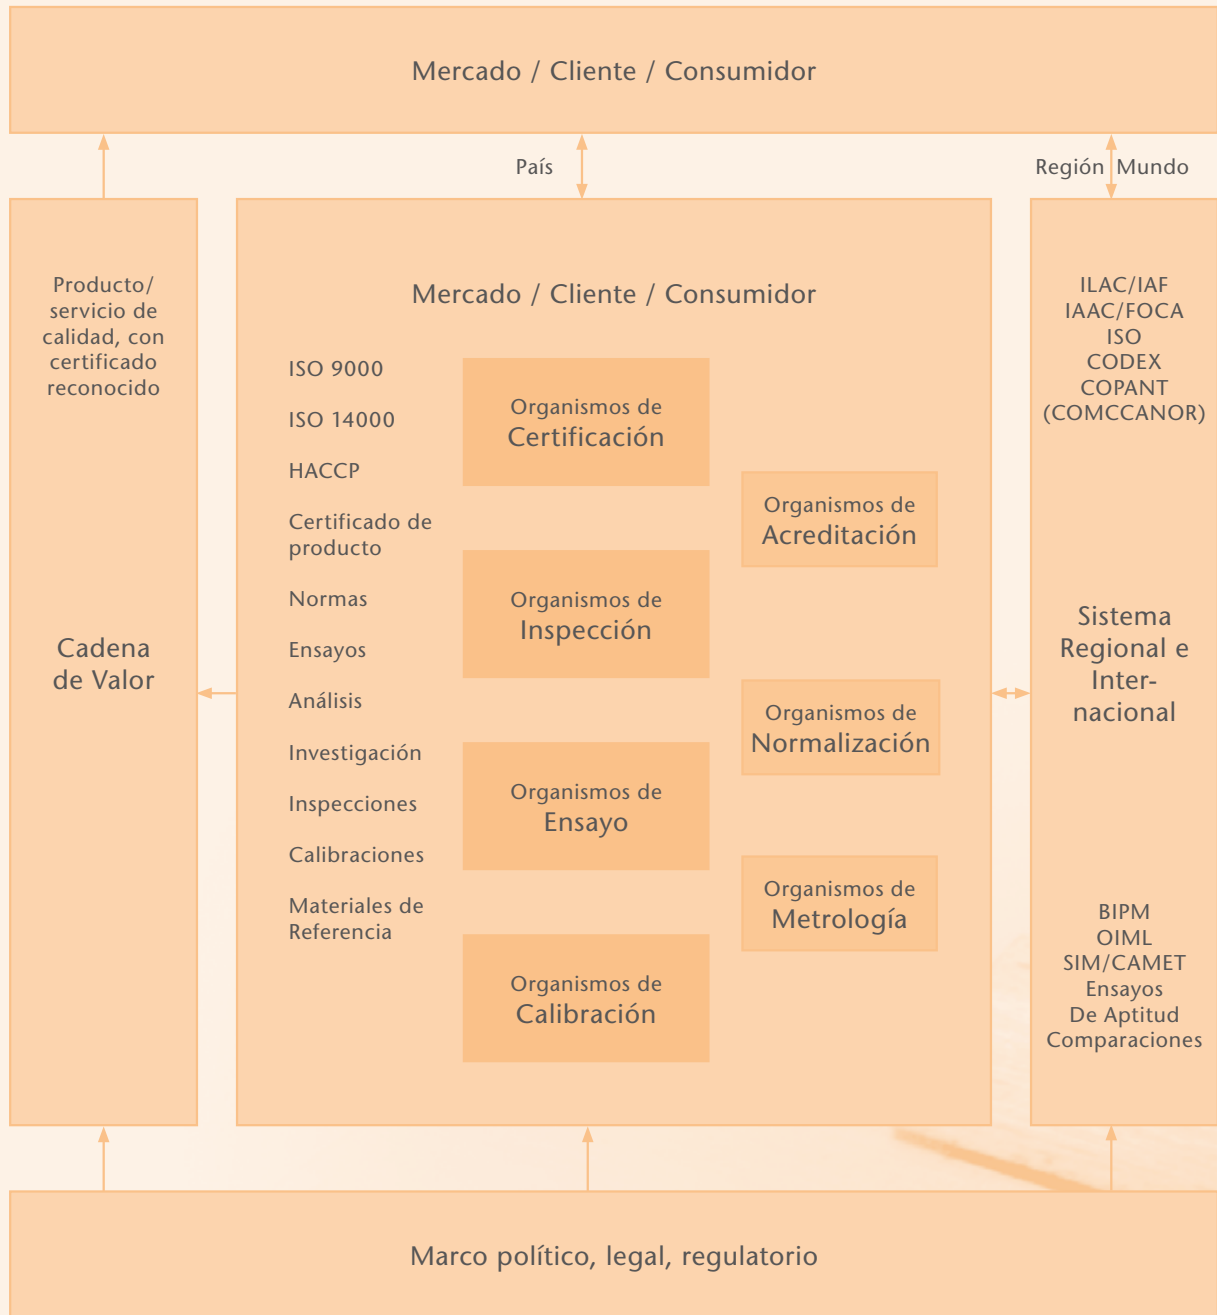 Mercado / Cliente / Consumidor
País
Región Mundo
Producto/
servicio de
calidad, con
certificado
reconocido
Cadena
de Valor
Mercado / Cliente / Consumidor
ISO 9000
ISO 14000
HACCP
Certificado de
producto
Normas
Ensayos
Análisis
Investigación
Inspecciones
Calibraciones
Materiales de
Referencia
Organismos de
Certificación
Organismos de
Inspección
Organismos de
Ensayo
Organismos de
Calibración
Organismos de
Acreditación
Organismos de
Normalización
Organismos de
Metrología
ILAC/IAF
IAAC/FOCA
ISO
CODEX
COPANT
(COMCCANOR)
Sistema
Regional e
Inter-
nacional
BIPM
OIML
SIM/CAMET
Ensayos
De Aptitud
Comparaciones
Marco político, legal, regulatorio